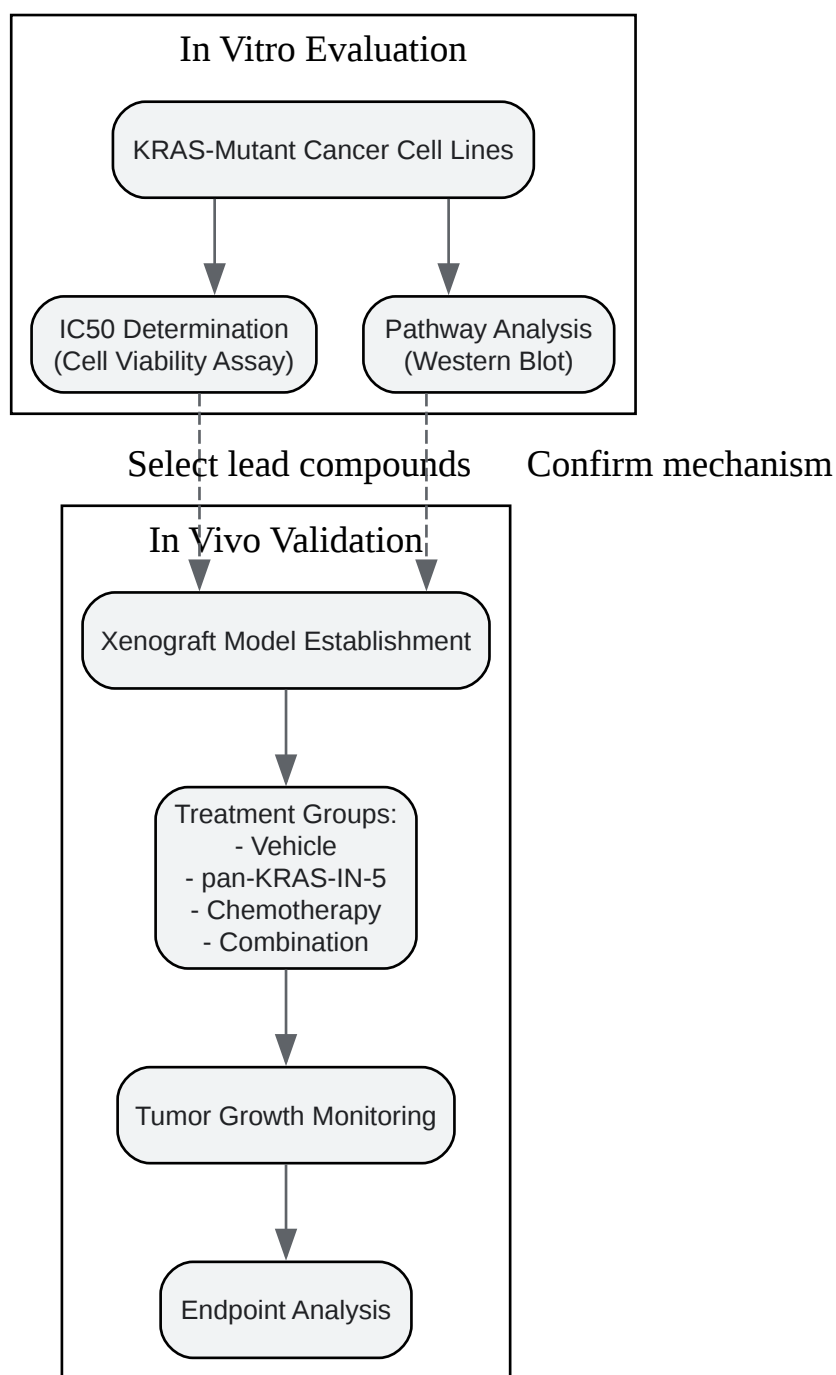 In Vitro Evaluation
KRAS-Mutant Cancer Cell Lines
IC50 Determination
(Cell Viability Assay)
Pathway Analysis
(Western Blot)
Select lead compounds
Confirm mechanism
In Vivo Validation
Xenograft Model Establishment
Treatment Groups:
- Vehicle
- pan-KRAS-IN-5
- Chemotherapy
- Combination
Tumor Growth Monitoring
Endpoint Analysis